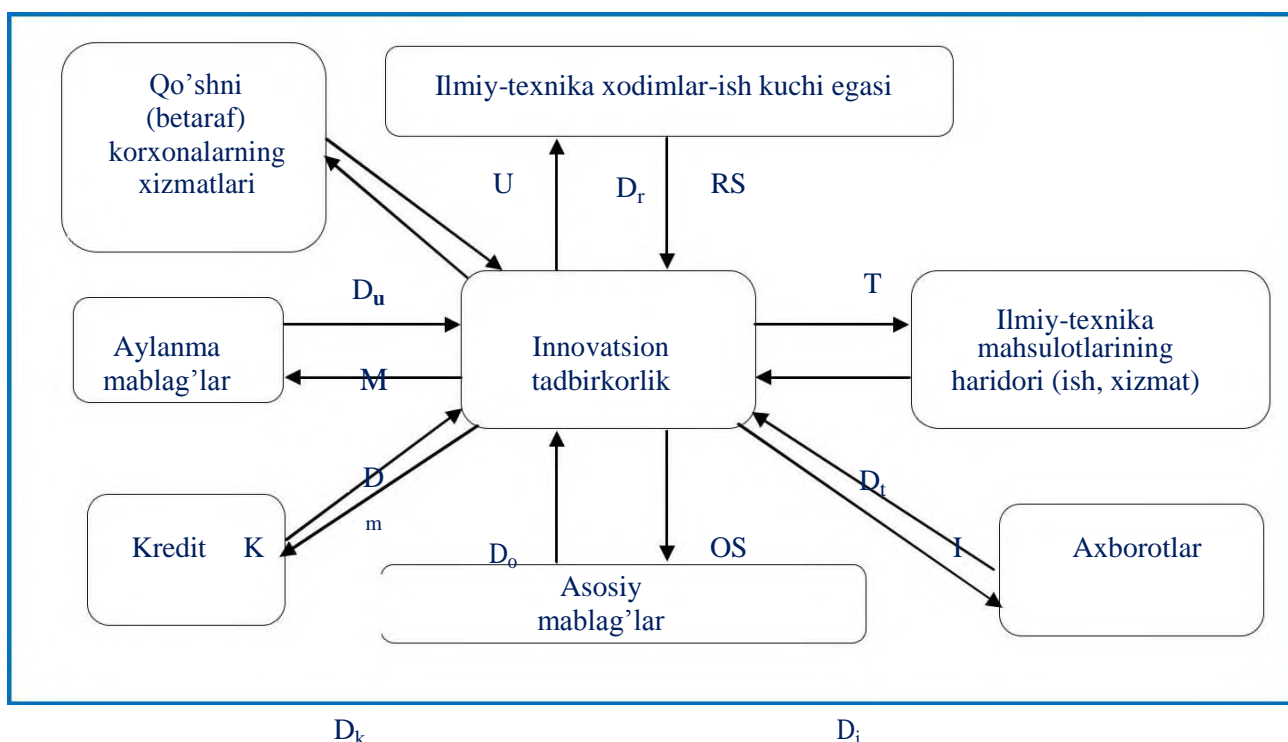 Qo’shni
(betaraf)
korxonalarning
xizmatlari
Ilmiy-texnika xodimlar-ish kuchi egasi
U
Dᵣ
RS
Dᵤ
T
Aylanma
mablag’lar
M
Innovatsion
tadbirkorlik
Ilmiy-texnika
mahsulotlarining
haridori (ish, xizmat)
D
m
Dₜ
Kredit K
Dₒ
OS
I
Axborotlar
Asosiy
mablag’lar
Dₖ
Dᵢ